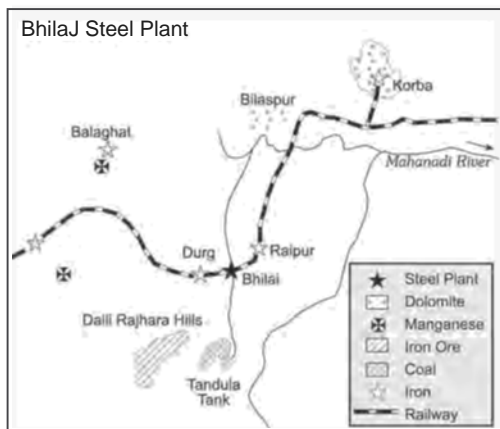 BhilaJ Steel Plant
Korba
Bilaspur
Balaghat
Mahanadi River
Durg
Raipur
Bhilai
Dalli Rajhara Hills
Tandula
Tank
Steel Plant
Dolomite
Manganese
Iron Ore
Coal
Iron
Railway